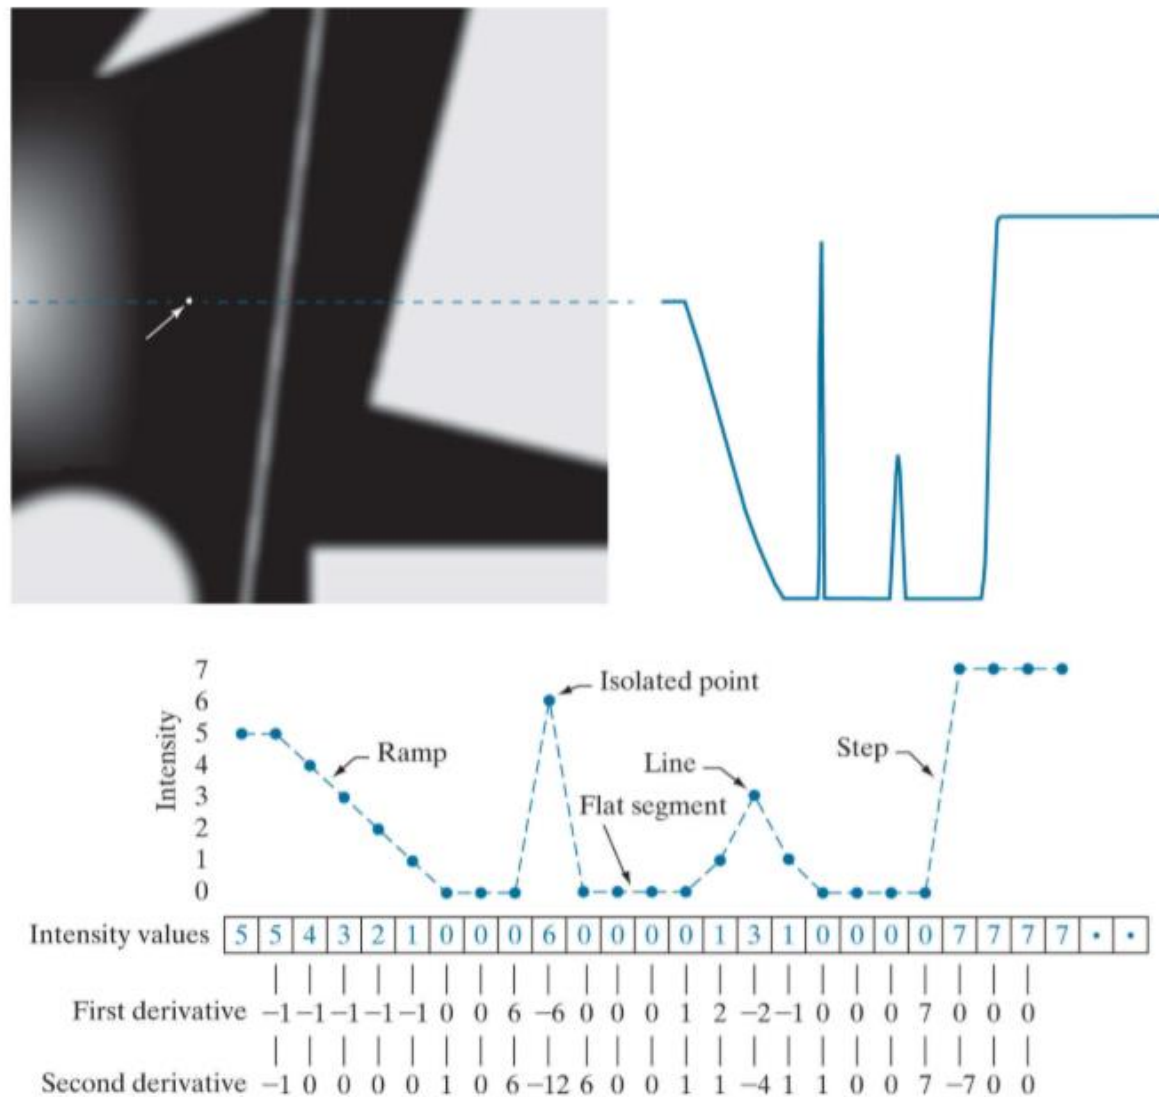 7
6
5
4
3
2
1
0
Intensity
Isolated point
Ramp
Line
Step
Flat segment
Intensity values 5 5 4 3 2 1 0 0 0 6 0 0 0 0 1 3 1 0 0 0 0 7 7 7 7 • •
First derivative −1 −1 −1 −1 −1 0 0 6 −6 0 0 0 1 2 −2 −1 0 0 0 7 0 0 0
Second derivative −1 0 0 0 0 1 0 6 −12 6 0 0 1 1 −4 1 1 0 0 7 −7 0 0